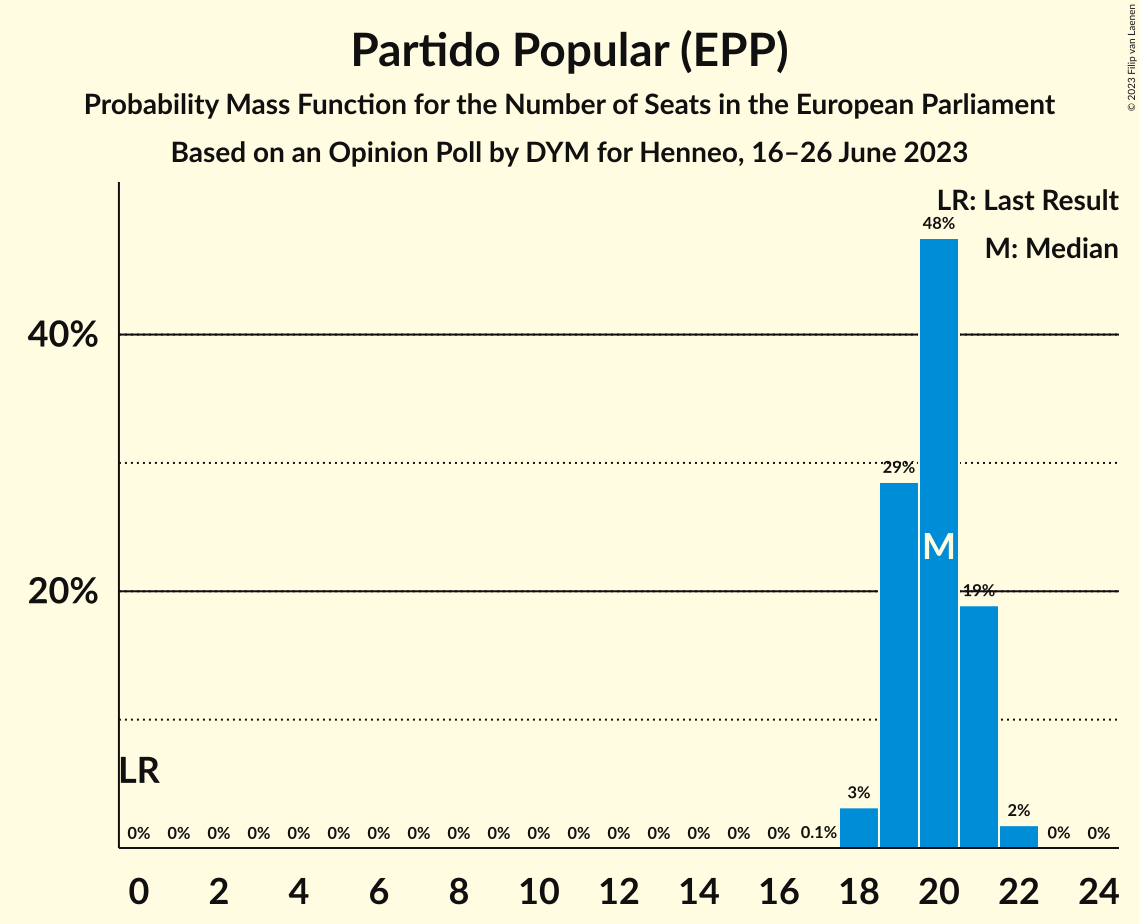 Partido Popular (EPP)
Probability Mass Function for the Number of Seats in the European Parliament
Based on an Opinion Poll by DYM for Henneo, 16–26 June 2023
© 2023 Filip van Laenen
LR: Last Result
M: Median
48%
40%
29%
M
20%
19%
LR
3%
2%
0% 0% 0% 0% 0% 0% 0% 0% 0% 0% 0% 0% 0% 0% 0% 0% 0% 0.1% 0% 0%
0 2 4 6 8 10 12 14 16 18 20 22 24